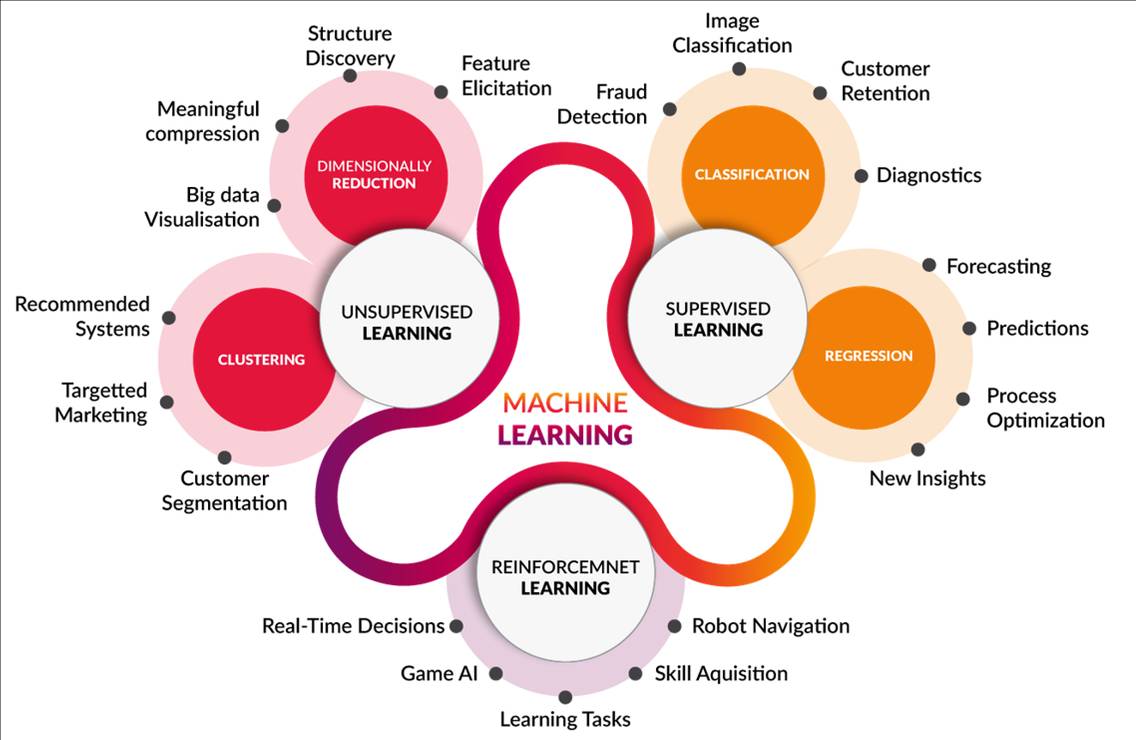 Structure
Discovery
Feature
Elicitation
Meaningful
compression
Big data
Visualisation
DIMENSIONALLY
REDUCTION
Recommended
Systems
Targetted
Marketing
Customer
Segmentation
CLUSTERING
UNSUPERVISED
LEARNING
Image
Classification
Fraud
Detection
Customer
Retention
Diagnostics
CLASSIFICATION
SUPERVISED
LEARNING
Forecasting
Predictions
Process
Optimization
New Insights
REGRESSION
MACHINE
LEARNING
REINFORCEMNET
LEARNING
Real-Time Decisions
Game AI
Learning Tasks
Skill Aquisition
Robot Navigation